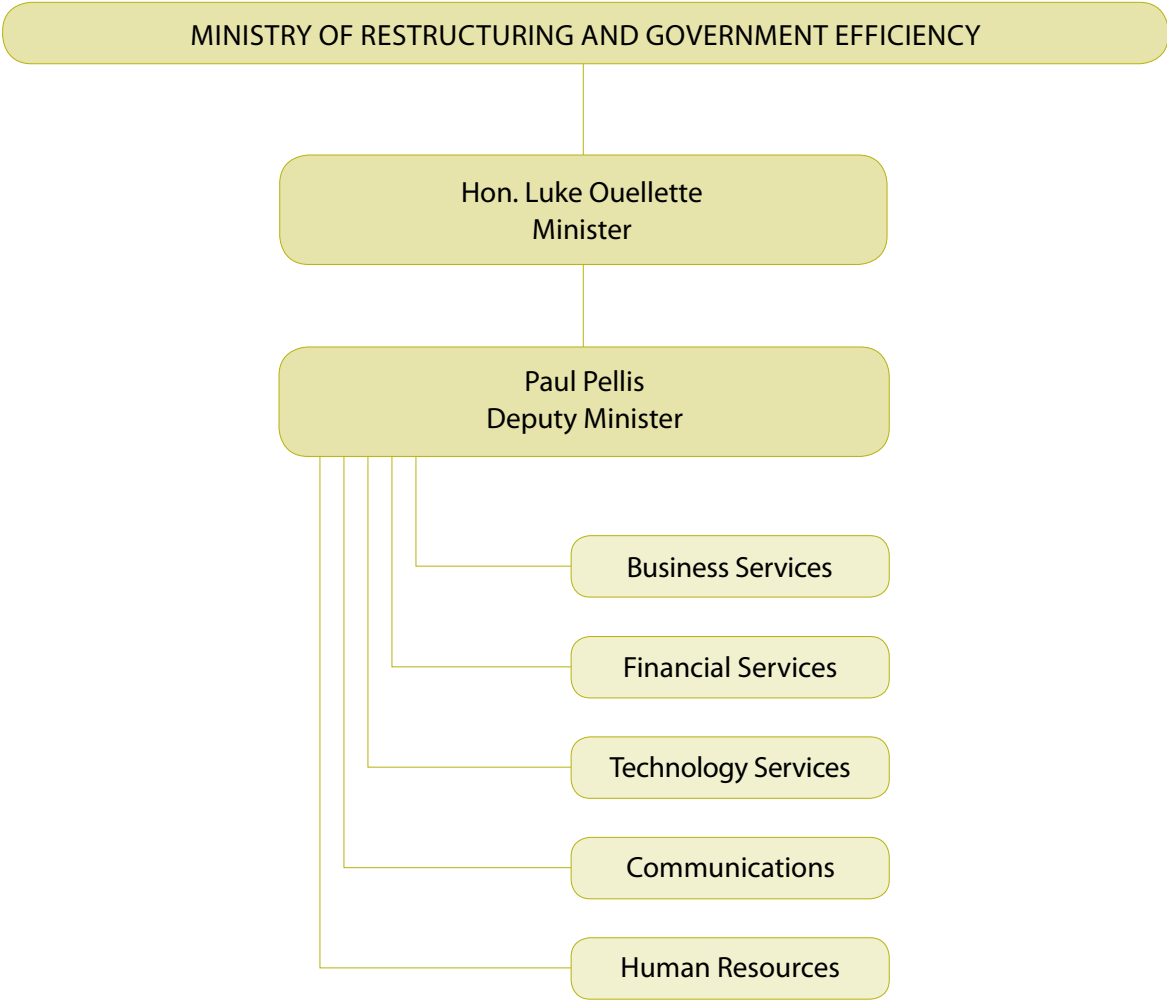 MINISTRY OF RESTRUCTURING AND GOVERNMENT EFFICIENCY
Hon. Luke Ouellette
Minister
Paul Pellis
Deputy Minister
Business Services
Financial Services
Technology Services
Communications
Human Resources